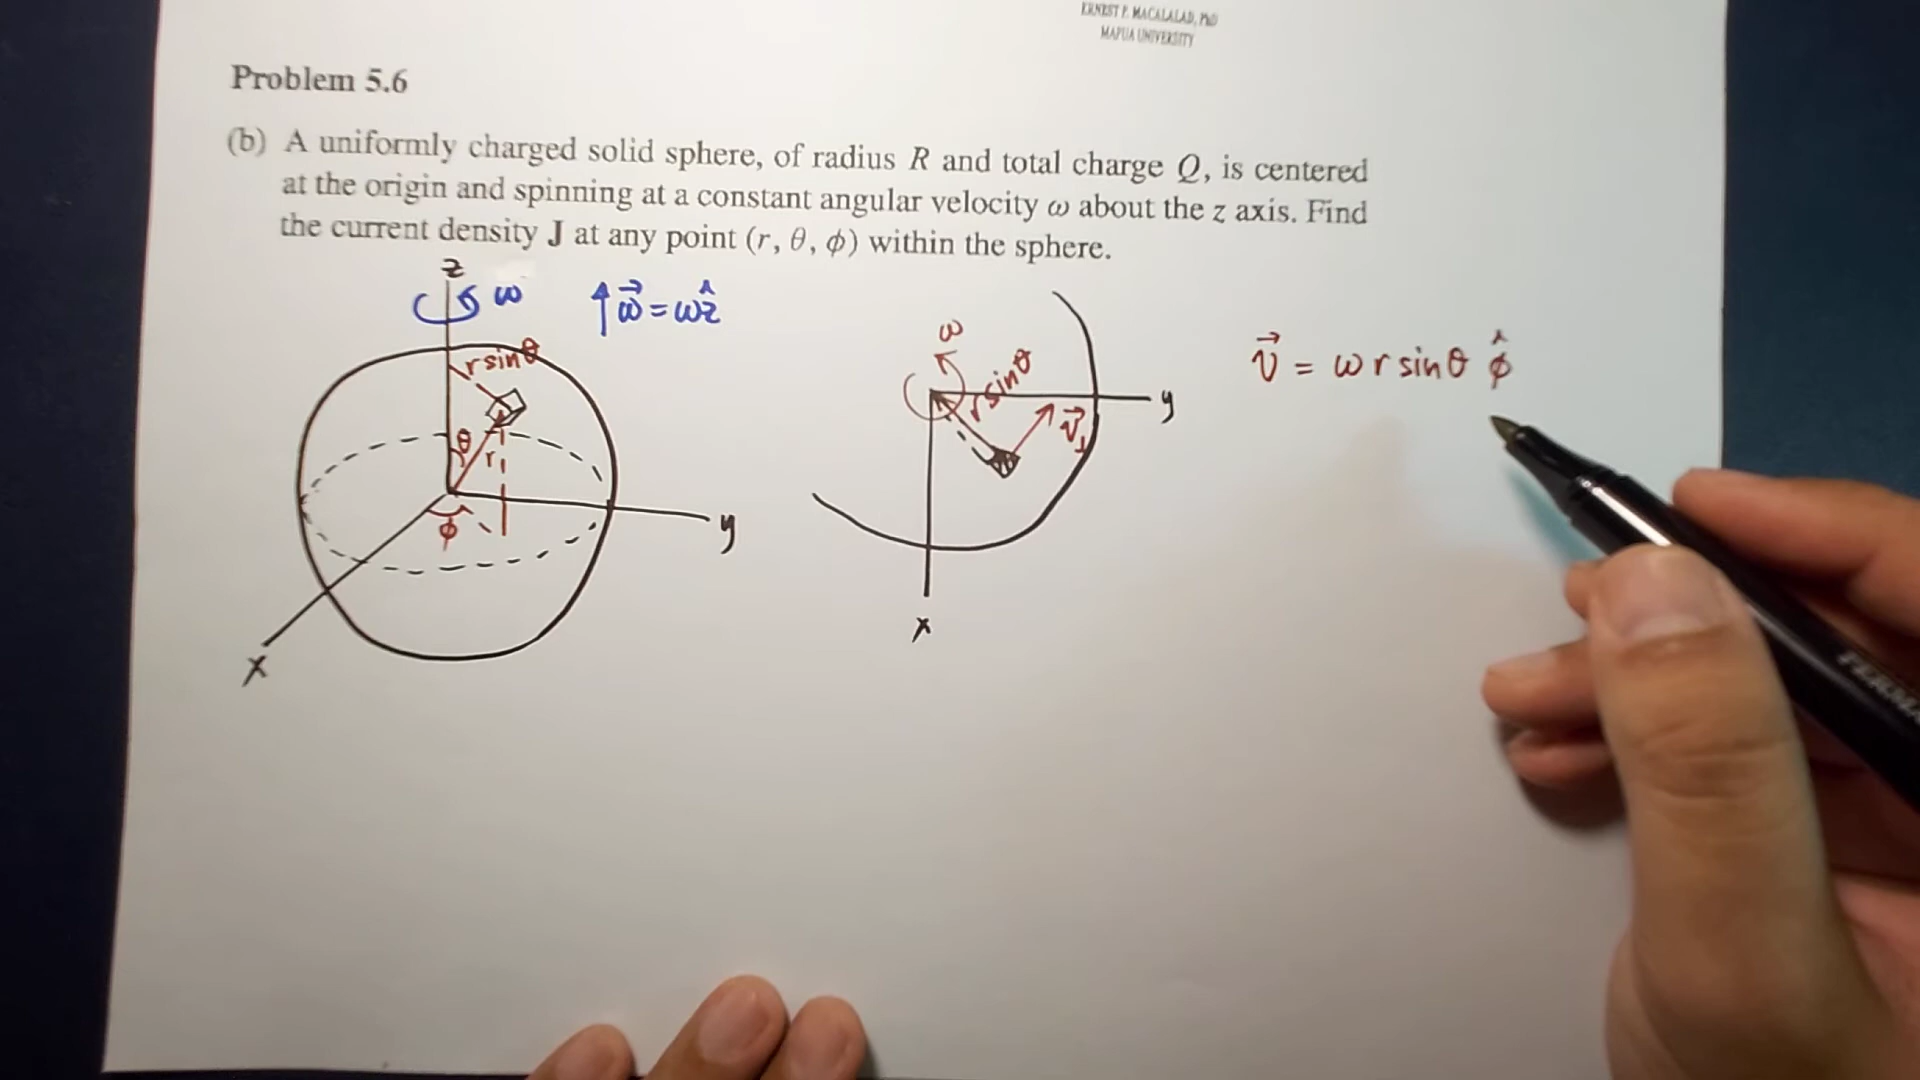 ERNEST P. MACALALAD, PhD
MAPUA UNIVERSITY
Problem 5.6
(b) A uniformly charged solid sphere, of radius R and total charge Q, is centered
at the origin and spinning at a constant angular velocity ω about the z axis. Find
the current density J at any point (r, θ, ϕ) within the sphere.
z
ω
↑ω⃗ = ωẑ
r sinθ
θ
r
ϕ
y
x
ω
r sinθ
y
v⃗
x
v⃗ = ω r sinθ ϕ̂